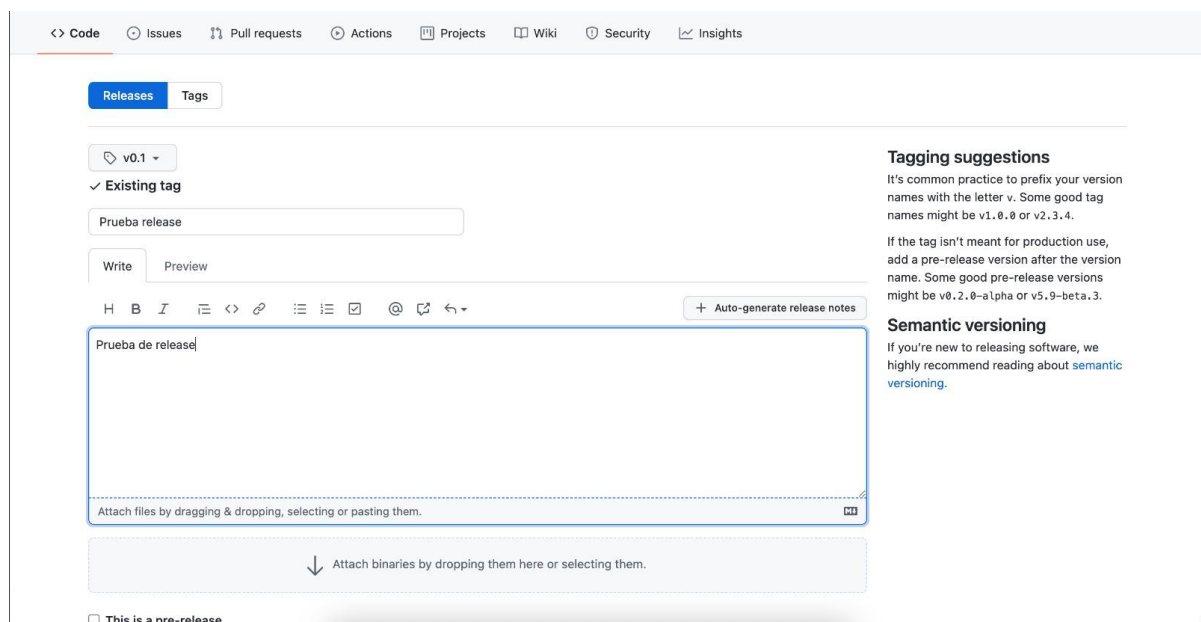 <> Code Issues Pull requests Actions Projects Wiki Security Insights
Releases Tags
v0.1
Existing tag
Prueba release
Write Preview
H B I <> @ Auto-generate release notes
Prueba de release
Attach files by dragging & dropping, selecting or pasting them.
Attach binaries by dropping them here or selecting them.
This is a pre-release
Tagging suggestions
It's common practice to prefix your version
names with the letter v. Some good tag
names might be v1.0.0 or v2.3.4.
If the tag isn't meant for production use,
add a pre-release version after the version
name. Some good pre-release versions
might be v0.2.0-alpha or v5.9-beta.3.
Semantic versioning
If you're new to releasing software, we
highly recommend reading about semantic
versioning.